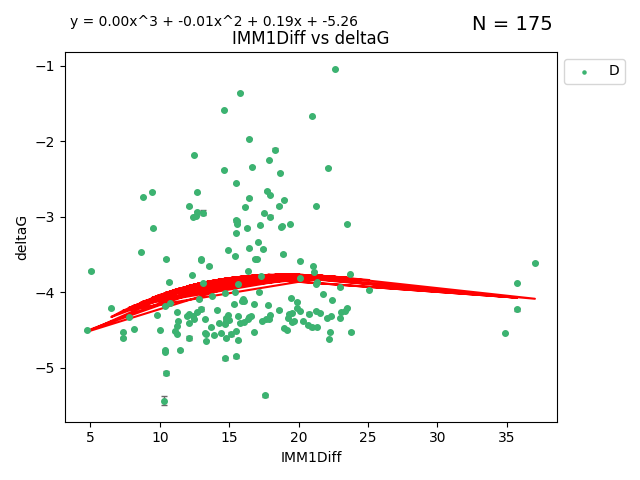 y = 0.00x^3 + -0.01x^2 + 0.19x + -5.26
N = 175
IMM1Diff vs deltaG
D
deltaG
−1
−2
−3
−4
−5
5 10 15 20 25 30 35
IMM1Diff